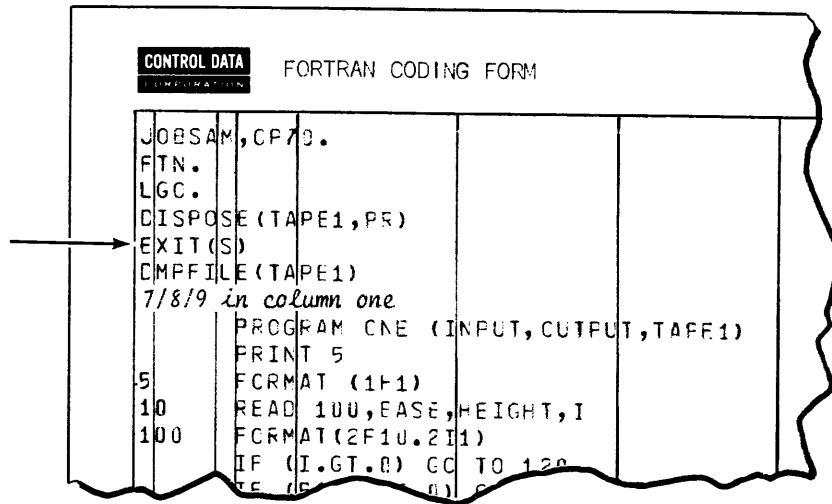 CONTROL DATA
CORPORATION
FORTRAN CODING FORM
JOBSAM,CP70.
FTN.
LGO.
DISPOSE(TAPE1,PR)
EXIT(S)
DMPFILE(TAPE1)
7/8/9 in column one
PROGRAM ONE (INPUT,OUTPUT,TAPE1)
PRINT 5
5 FORMAT (1H1)
10 READ 100,BASE,HEIGHT,I
100 FORMAT(2F10.2I1)
IF (I.GT.0) GO TO 120
IF